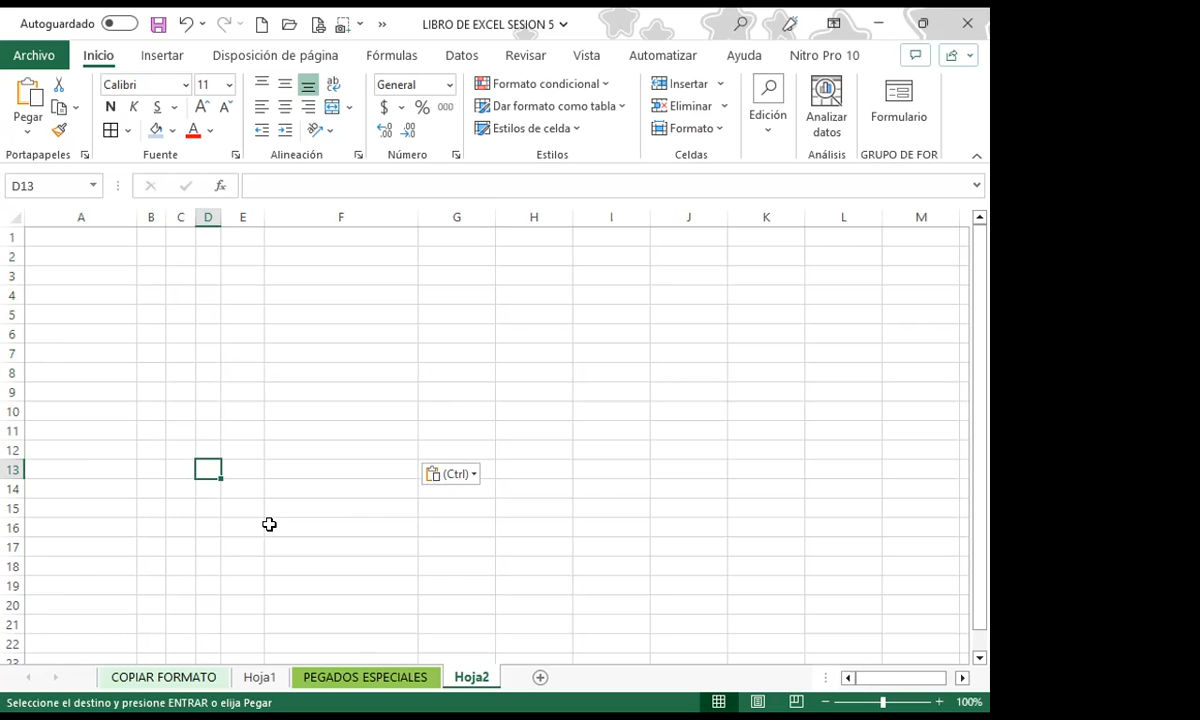 Autoguardado
LIBRO DE EXCEL SESION 5
Archivo Inicio Insertar Disposición de página Fórmulas Datos Revisar Vista Automatizar Ayuda Nitro Pro 10
Pegar
Calibri 11
N K S A A
A
ab
General
$ % 000
Formato condicional
Dar formato como tabla
Estilos de celda
Insertar
Eliminar
Formato
Edición
Analizar datos
Formulario
Portapapeles Fuente Alineación Número Estilos Celdas Análisis GRUPO DE FOR
D13 fx
A B C D E F G H I J K L M
1
2
3
4
5
6
7
8
9
10
11
12
13
(Ctrl)
14
15
16
17
18
19
20
21
22
23
COPIAR FORMATO Hoja1 PEGADOS ESPECIALES Hoja2
Seleccione el destino y presione ENTRAR o elija Pegar 100%